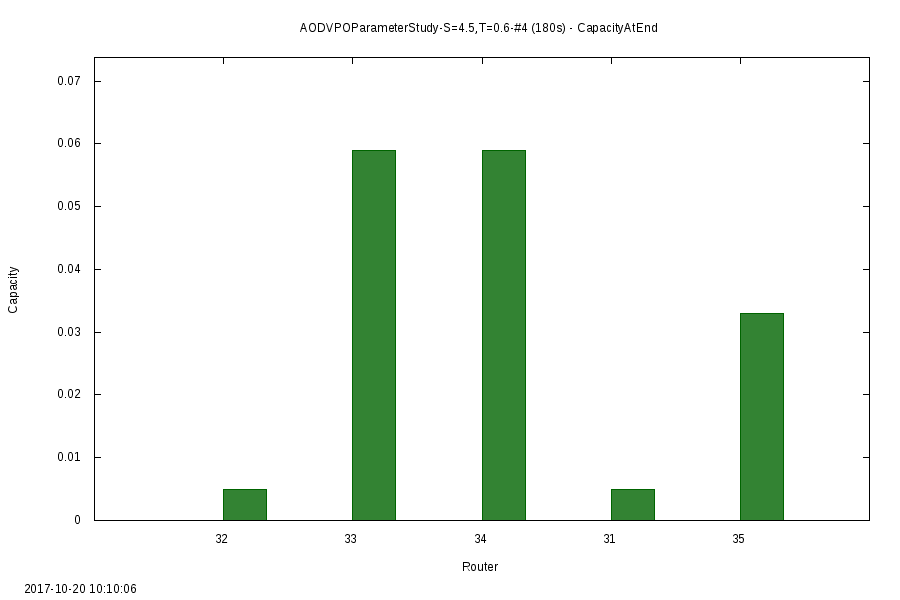 AODVPOParameterStudy-S=4.5,T=0.6-#4 (180s) - CapacityAtEnd
0.07
0.06
0.05
0.04
0.03
0.02
0.01
0
Capacity
32 33 34 31 35
Router
2017-10-20 10:10:06